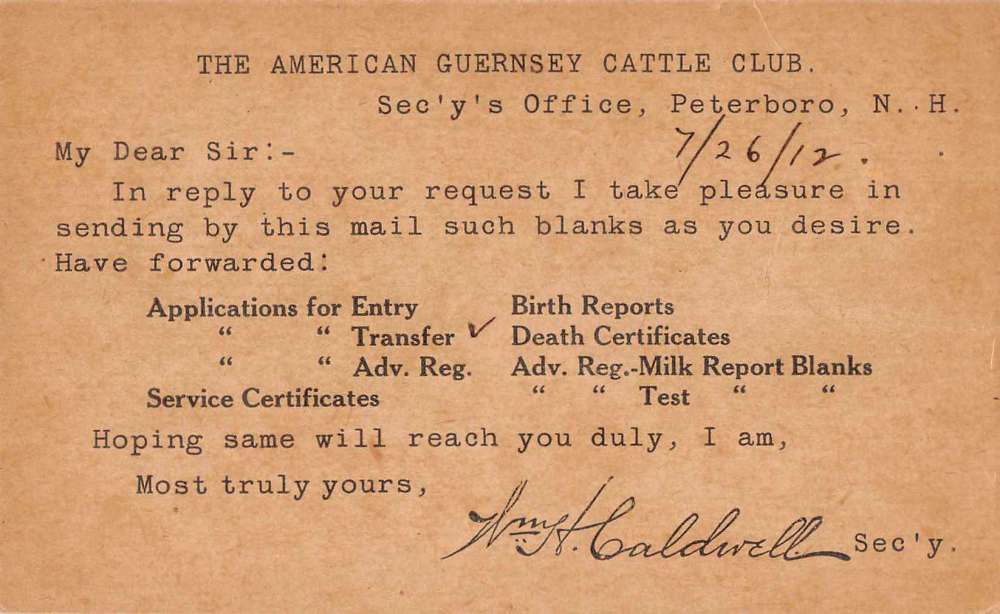 THE AMERICAN GUERNSEY CATTLE CLUB.
Sec'y's Office, Peterboro, N. H.
7/26/12.
My Dear Sir:-
In reply to your request I take pleasure in
sending by this mail such blanks as you desire.
Have forwarded:
Applications for Entry Birth Reports
“ “ Transfer ✓ Death Certificates
“ “ Adv. Reg. Adv. Reg.-Milk Report Blanks
Service Certificates “ “ Test “ “
Hoping same will reach you duly, I am,
Most truly yours,
Wm H. Caldwell Sec'y.